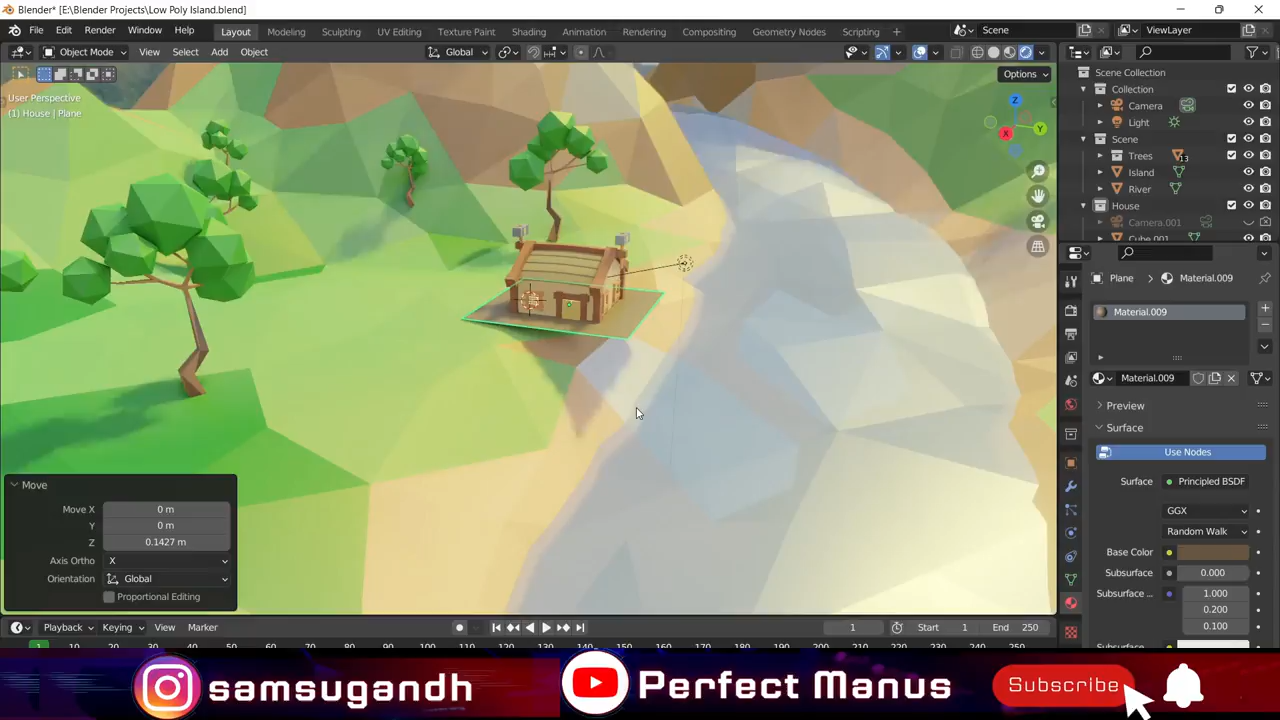 Blender* [E:\Blender Projects\Low Poly Island.blend]
File Edit Render Window Help Layout Modeling Sculpting UV Editing Texture Paint Shading Animation Rendering Compositing Geometry Nodes Scripting + Scene ViewLayer
Object Mode View Select Add Object Global
Options
User Perspective
(1) House | Plane
Z
Y
X
Scene Collection
Collection
Camera
Light
Scene
Trees 13
Island
River
House
Camera.001
Cube.001
Plane > Material.009
Material.009
Material.009
Preview
Surface
Use Nodes
Surface Principled BSDF
GGX
Random Walk
Base Color
Subsurface 0.000
Subsurface ... 1.000
0.200
0.100
Move
Move X 0 m
Y 0 m
Z 0.1427 m
Axis Ortho X
Orientation Global
Proportional Editing
Playback Keying View Marker 1 Start 1 End 250
samsugandh Perfect Manus Subscribe